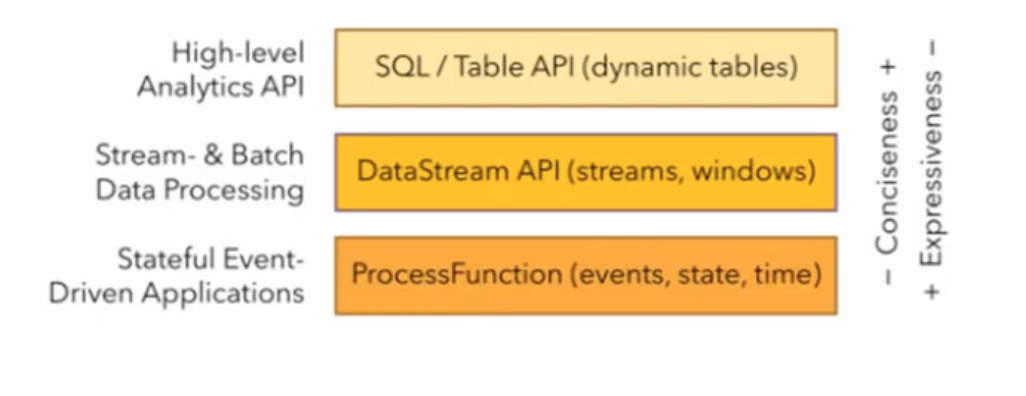 High-level
Analytics API
SQL / Table API (dynamic tables)
Stream- & Batch
Data Processing
DataStream API (streams, windows)
Stateful Event-
Driven Applications
ProcessFunction (events, state, time)
− Conciseness +
+ Expressiveness −